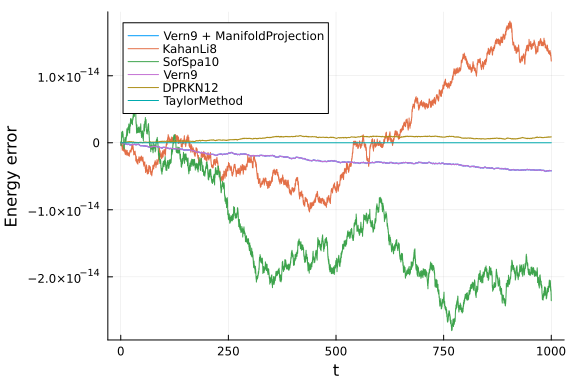 Vern9 + ManifoldProjection
KahanLi8
SofSpa10
Vern9
DPRKN12
TaylorMethod
1.0×10⁻¹⁴
0
−1.0×10⁻¹⁴
−2.0×10⁻¹⁴
Energy error
0 250 500 750 1000
t